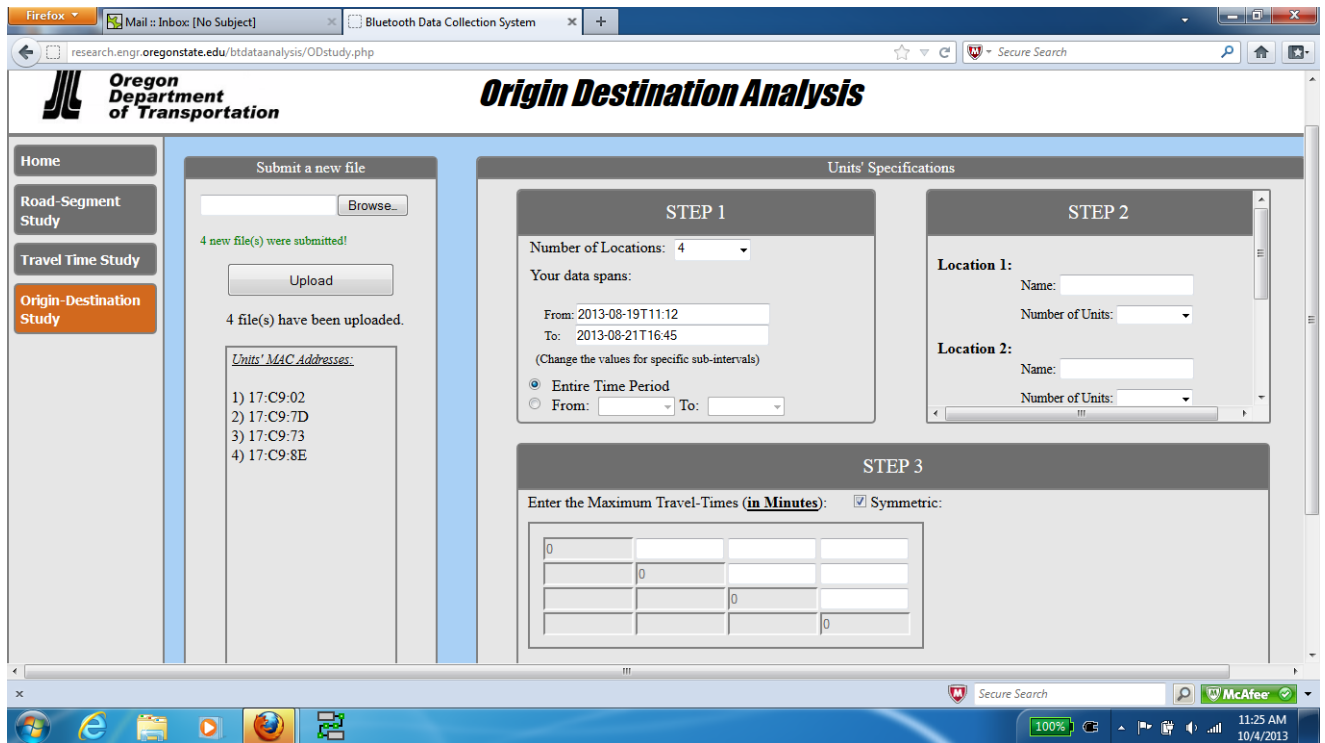 Firefox
Mail :: Inbox: [No Subject]
Bluetooth Data Collection System
research.engr.oregonstate.edu/btdataanalysis/ODstudy.php
Secure Search
Oregon
Department
of Transportation
Origin Destination Analysis
Home
Road-Segment
Study
Travel Time Study
Origin-Destination
Study
Submit a new file
Browse...
4 new file(s) were submitted!
Upload
4 file(s) have been uploaded.
Units' MAC Addresses:
1) 17:C9:02
2) 17:C9:7D
3) 17:C9:73
4) 17:C9:8E
Units' Specifications
STEP 1
Number of Locations: 4
Your data spans:
From: 2013-08-19T11:12
To: 2013-08-21T16:45
(Change the values for specific sub-intervals)
Entire Time Period
From: To:
STEP 2
Location 1:
Name:
Number of Units:
Location 2:
Name:
Number of Units:
STEP 3
Enter the Maximum Travel-Times (in Minutes): Symmetric:
0
0
0
0
x
Secure Search
McAfee
100%
11:25 AM
10/4/2013